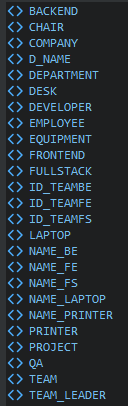 <> BACKEND
<> CHAIR
<> COMPANY
<> D_NAME
<> DEPARTMENT
<> DESK
<> DEVELOPER
<> EMPLOYEE
<> EQUIPMENT
<> FRONTEND
<> FULLSTACK
<> ID_TEAMBE
<> ID_TEAMFE
<> ID_TEAMFS
<> LAPTOP
<> NAME_BE
<> NAME_FE
<> NAME_FS
<> NAME_LAPTOP
<> NAME_PRINTER
<> PRINTER
<> PROJECT
<> QA
<> TEAM
<> TEAM_LEADER